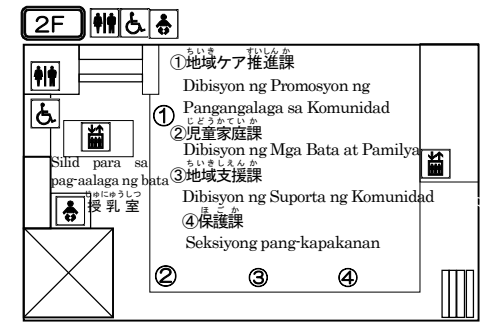 2F
ちいき すいしんか
①地域ケア推進課
Dibisyon ng Promosyon ng
Pangangalaga sa Komunidad
①
じどうかていか
②児童家庭課
Dibisyon ng Mga Bata at Pamilya
ちいきしえんか
③地域支援課
Dibisyon ng Suporta ng Komunidad
ほごか
④保護課
Seksiyong pang-kapakanan
Silid para sa
pag-aalaga ng bata
じゅにゅうしつ
授乳室
② ③ ④